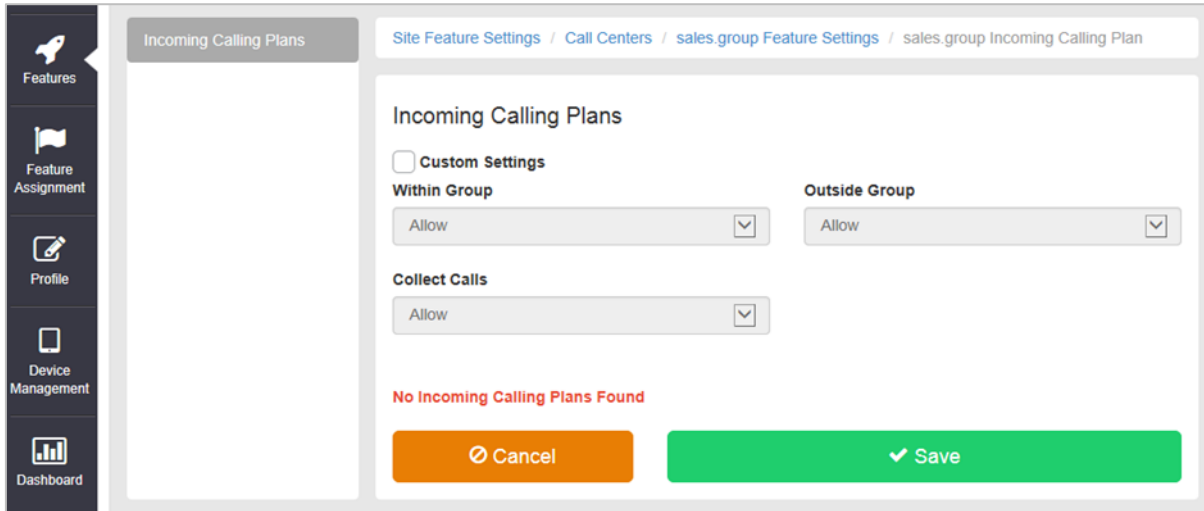 Features
Feature
Assignment
Profile
Device
Management
Dashboard
Incoming Calling Plans
Site Feature Settings / Call Centers / sales.group Feature Settings / sales.group Incoming Calling Plan
Incoming Calling Plans
Custom Settings
Within Group
Outside Group
Allow
Allow
Collect Calls
Allow
No Incoming Calling Plans Found
Cancel
Save